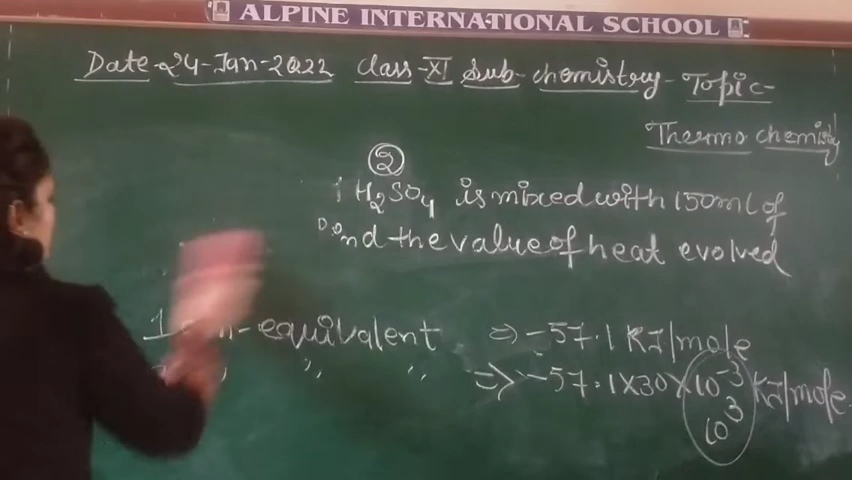 ALPINE INTERNATIONAL SCHOOL
Date-24-Jan-2022 Class-XI Sub-chemistry-Topic-
Thermo chemistry
2
H2SO4 is mixed with 150ml of
nd the value of heat evolved
1 equivalent ⇒ -57.1 KJ/mole
" " ⇒ -57.1X30X10⁻³ KJ/mole
10³